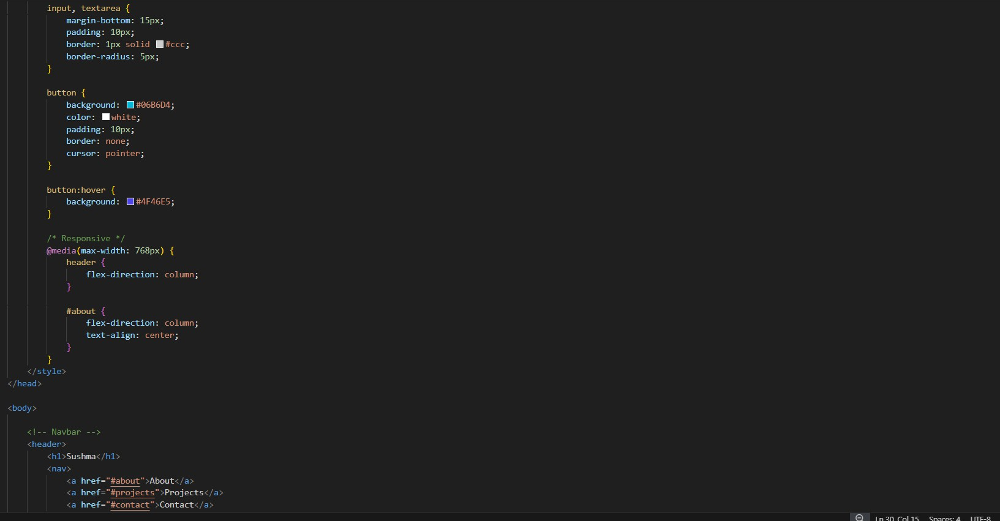 input, textarea {
margin-bottom: 15px;
padding: 10px;
border: 1px solid #ccc;
border-radius: 5px;
}
button {
background: #06B6D4;
color: white;
padding: 10px;
border: none;
cursor: pointer;
}
button:hover {
background: #4F46E5;
}
/* Responsive */
@media(max-width: 768px) {
header {
flex-direction: column;
}
#about {
flex-direction: column;
text-align: center;
}
}
</style>
</head>
<body>
<!-- Navbar -->
<header>
<h1>Sushma</h1>
<nav>
<a href="#about">About</a>
<a href="#projects">Projects</a>
<a href="#contact">Contact</a>
Ln 30, Col 15 Spaces: 4 UTF-8